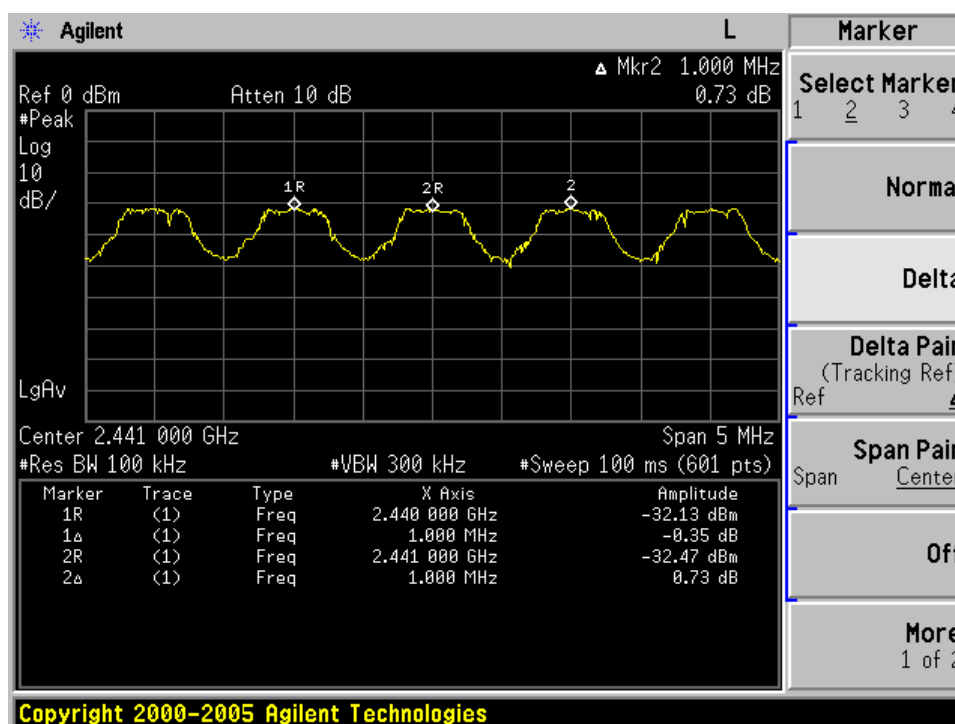 Agilent L Marker
Δ Mkr2 1.000 MHz
Ref 0 dBm Atten 10 dB 0.73 dB
#Peak
Log
10
dB/
1R 2R 2
LgAv
Center 2.441 000 GHz Span 5 MHz
#Res BW 100 kHz #VBW 300 kHz #Sweep 100 ms (601 pts)
Marker Trace Type X Axis Amplitude
1R (1) Freq 2.440 000 GHz -32.13 dBm
1Δ (1) Freq 1.000 MHz -0.35 dB
2R (1) Freq 2.441 000 GHz -32.47 dBm
2Δ (1) Freq 1.000 MHz 0.73 dB
Select Marker
1 2 3 4
Norma
Delta
Delta Pair
(Tracking Ref)
Ref Δ
Span Pair
Span Center
Off
More
1 of 2
Copyright 2000-2005 Agilent Technologies